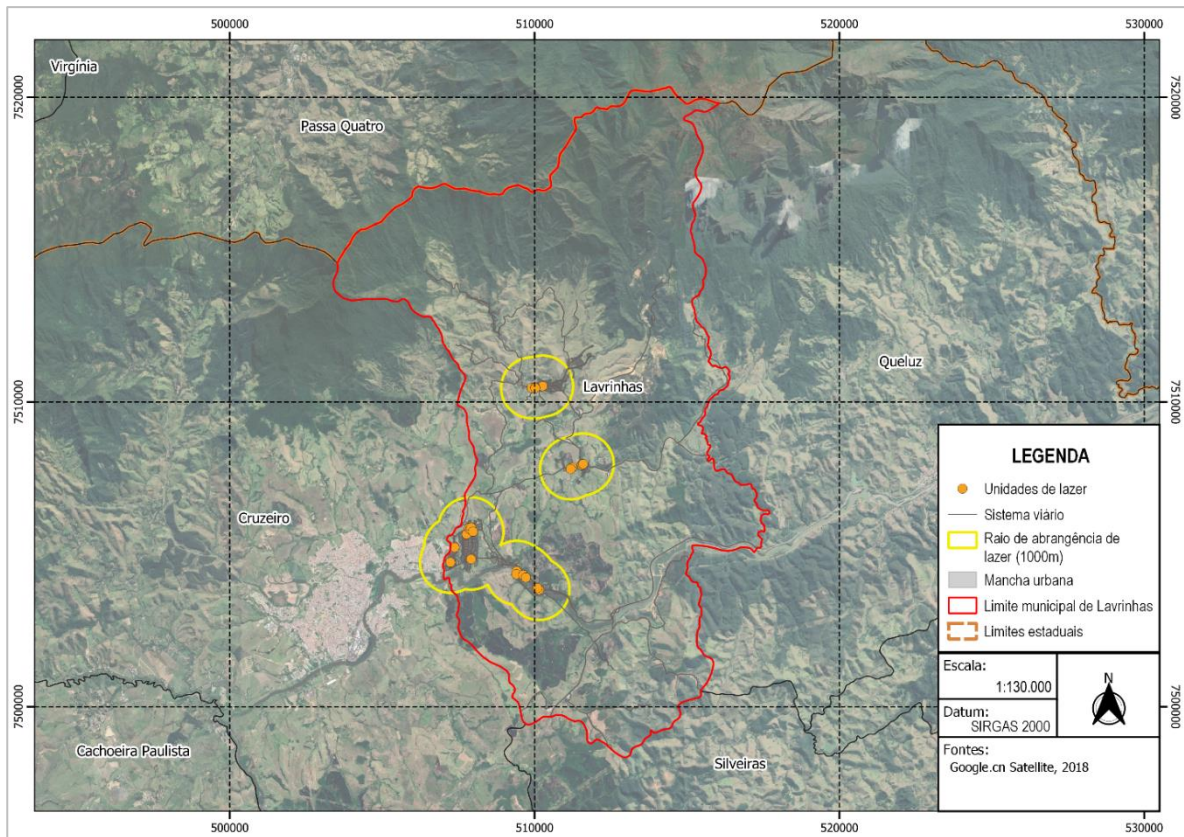 500000
510000
520000
530000
7520000
7520000
Virgínia
Passa Quatro
Queluz
Lavrinhas
7510000
7510000
Cruzeiro
LEGENDA
Unidades de lazer
Sistema viário
Raio de abrangência de
lazer (1000m)
Mancha urbana
Limite municipal de Lavrinhas
Limites estaduais
Escala:
1:130.000
Datum:
SIRGAS 2000
N
Fontes:
Google.cn Satellite, 2018
7500000
7500000
Cachoeira Paulista
Silveiras
500000
510000
520000
530000